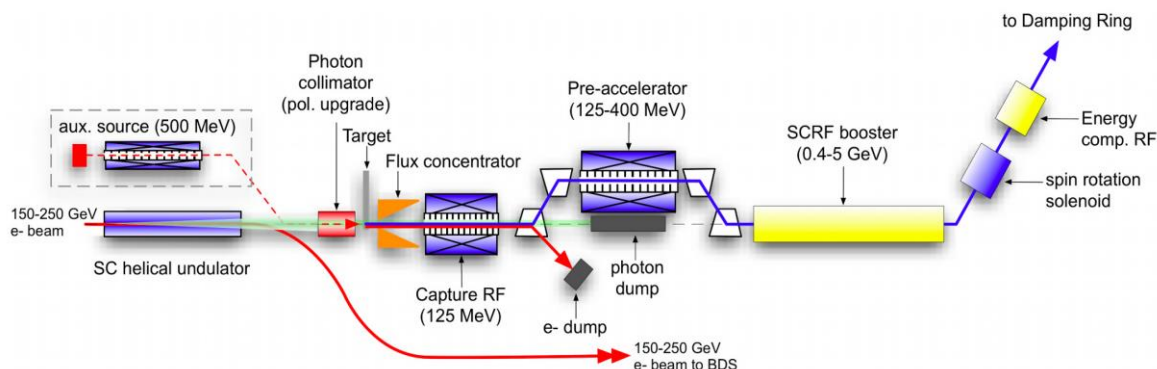 to Damping Ring
Photon
collimator
(pol. upgrade)
Pre-accelerator
(125-400 MeV)
aux. source (500 MeV)
Target
SCRF booster
(0.4-5 GeV)
Energy
comp. RF
Flux concentrator
spin rotation
solenoid
150-250 GeV
e- beam
SC helical undulator
Capture RF
(125 MeV)
photon
dump
e- dump
150-250 GeV
e- beam to BDS